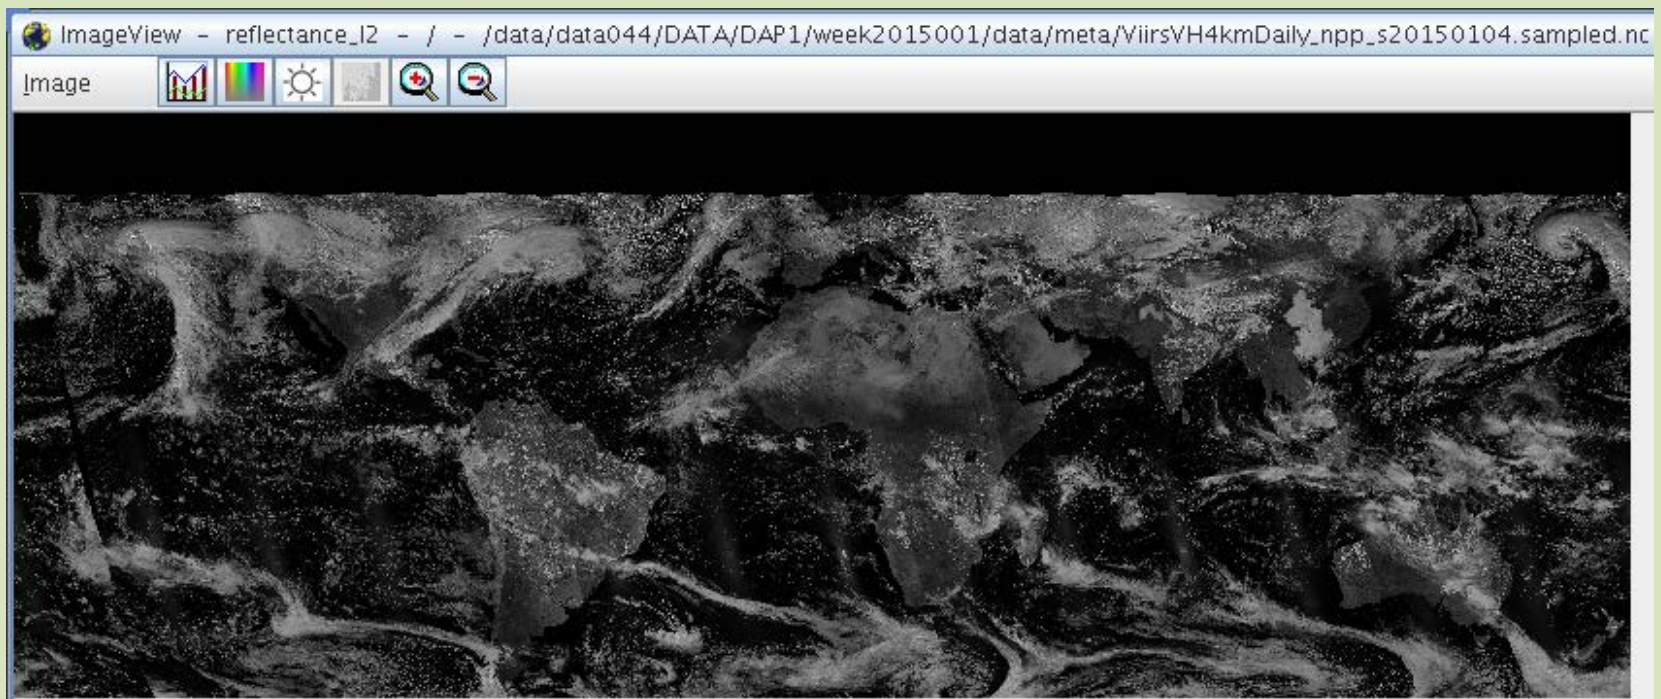 ImageView - reflectance_I2 - / - /data/data044/DATA/DAP1/week2015001/data/meta/ViirsVH4kmDaily_npp_s20150104.sampled.nc
Image